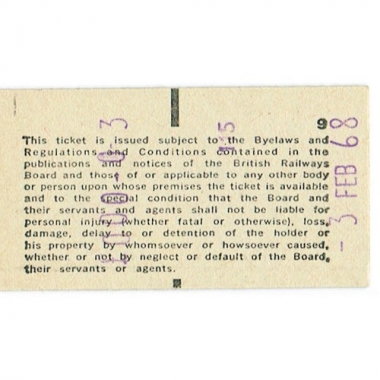 9
This ticket is issued subject to the Byelaws and
Regulations and Conditions contained in the
publications and notices of the British Railways
Board and those of or applicable to any other body
or person upon whose premises the ticket is available
and to the special condition that the Board and
their servants and agents shall not be liable for
personal injury (whether fatal or otherwise), loss,
damage, delay to or detention of the holder or
his property by whomsoever or howsoever caused,
whether or not by neglect or default of the Board,
their servants or agents.
- 3 FEB 68